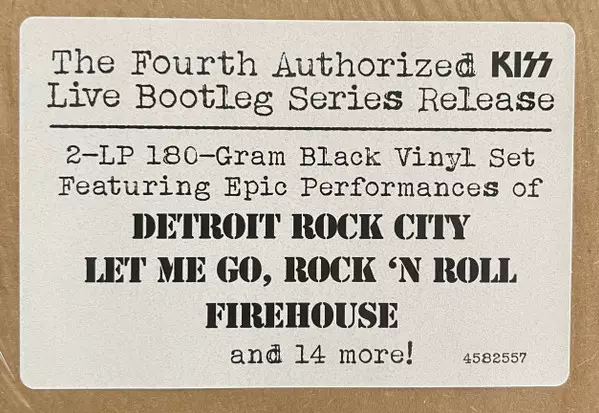 The Fourth Authorized KISS
Live Bootleg Series Release
2-LP 180-Gram Black Vinyl Set
Featuring Epic Performances of
DETROIT ROCK CITY
LET ME GO, ROCK ‘N ROLL
FIREHOUSE
and 14 more! 4582557